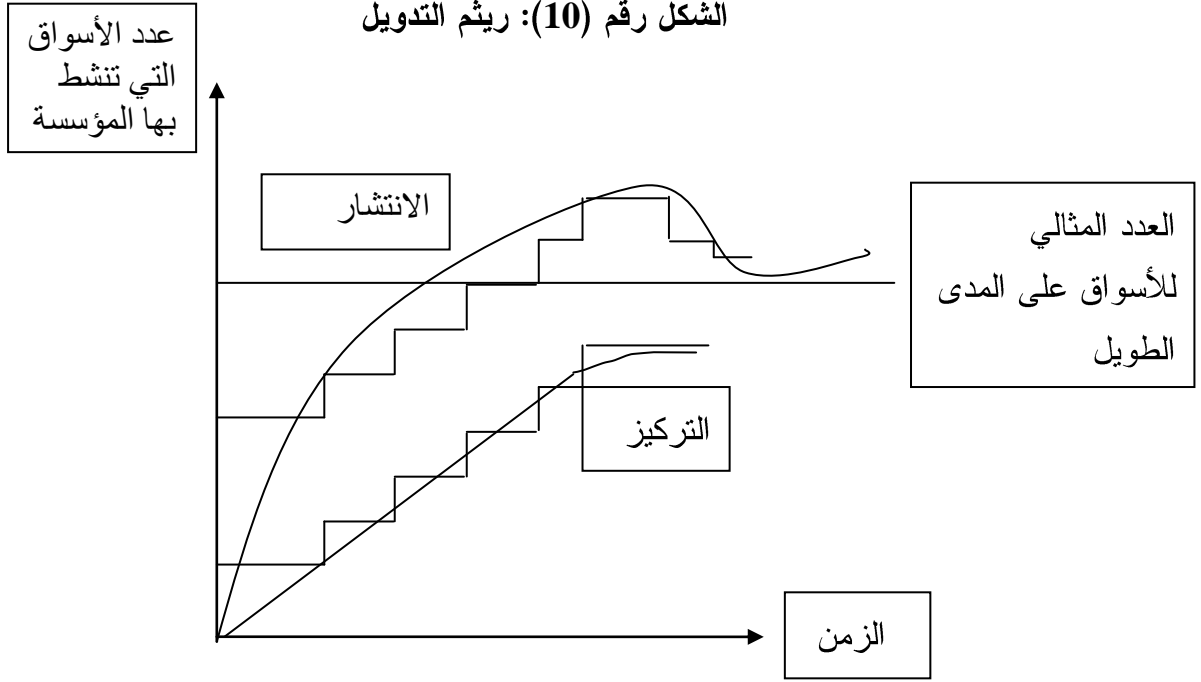 الشكل رقم (10): ريثم التدويل
عدد الأسواق
التي تنشط
بها المؤسسة
الانتشار
العدد المثالي
للأسواق على المدى
الطويل
التركيز
الزمن